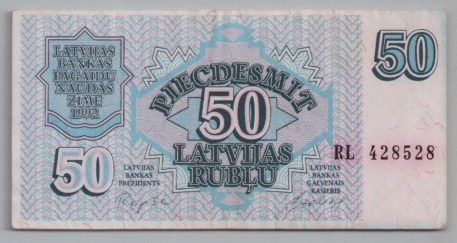 LATVIJAS
BANKAS
PAGAIDU
NAUDAS
ZĪME
1992
50
PIECDESMIT
50
LATVIJAS
RUBĻU
RL 428528
50
LATVIJAS
BANKAS
PREZIDENTS
LATVIJAS
BANKAS
GALVENAIS
KASIERIS